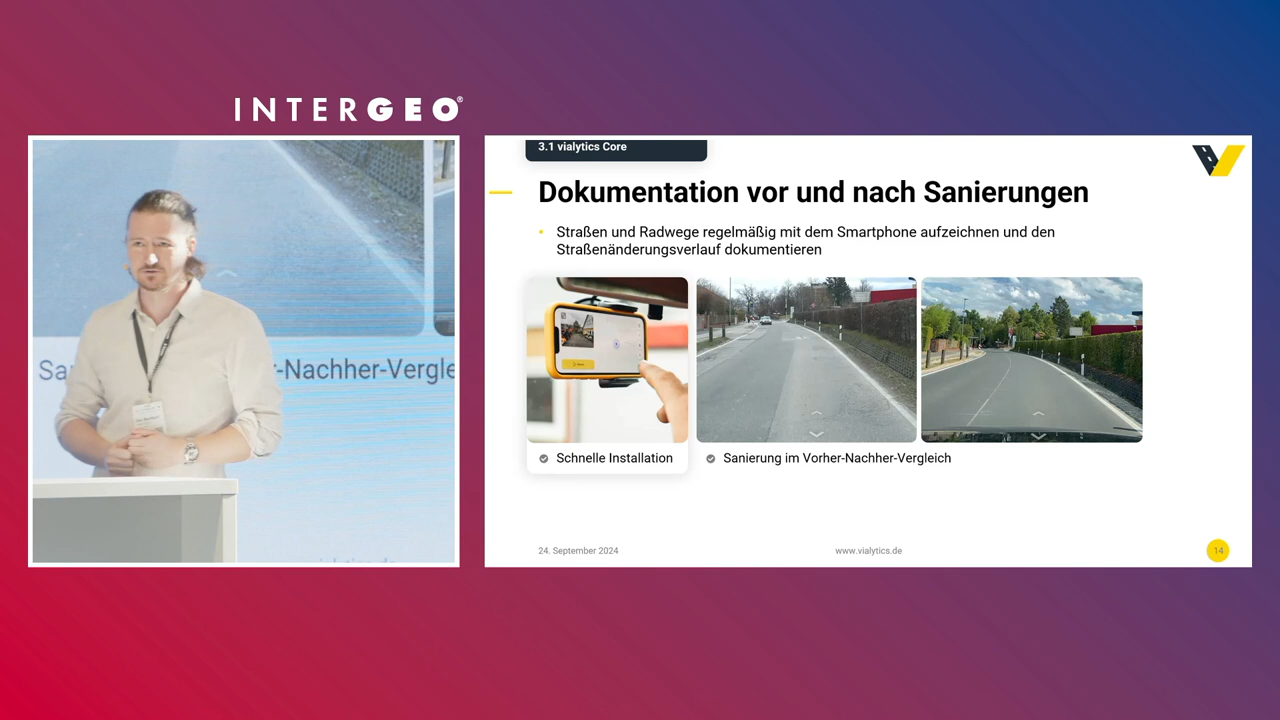 INTERGEO®
-Nachher-Vergle
3.1 vialytics Core
Dokumentation vor und nach Sanierungen
Straßen und Radwege regelmäßig mit dem Smartphone aufzeichnen und den
Straßenänderungsverlauf dokumentieren
Schnelle Installation
Sanierung im Vorher-Nachher-Vergleich
24. September 2024
www.vialytics.de
14